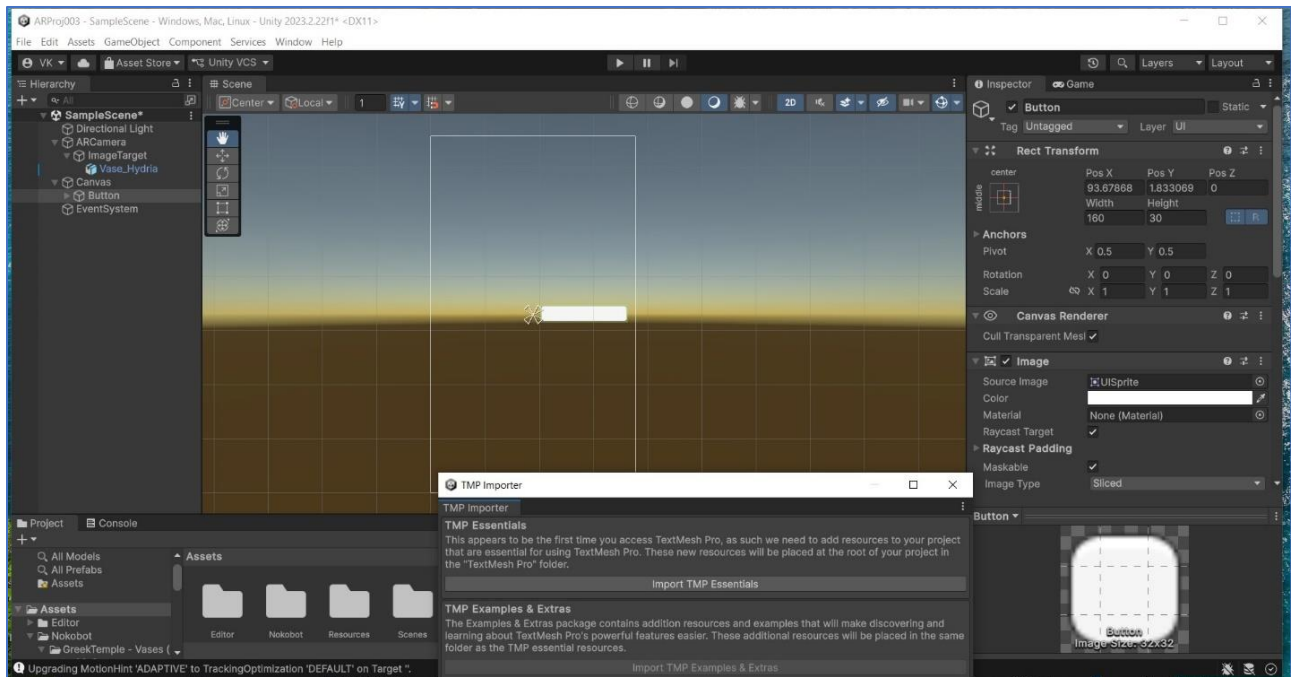 ARProj003 - SampleScene - Windows, Mac, Linux - Unity 2023.2.22f1* <DX11>
File Edit Assets GameObject Component Services Window Help
VK Asset Store Unity VCS Layers Layout
Hierarchy
All
SampleScene*
Directional Light
ARCamera
ImageTarget
Vase_Hydria
Canvas
Button
EventSystem
Scene
Center Local 1 2D
Inspector Game
Button Static
Tag Untagged Layer UI
Rect Transform
center Pos X Pos Y Pos Z
middle 93.67868 1.833069 0
Width Height
160 30 R
Anchors
Pivot X 0.5 Y 0.5
Rotation X 0 Y 0 Z 0
Scale X 1 Y 1 Z 1
Canvas Renderer
Cull Transparent Mesl
Image
Source Image UISprite
Color
Material None (Material)
Raycast Target
Raycast Padding
Maskable
Image Type Sliced
Button
Button
Image Size: 32x32
Project Console
All Models
All Prefabs
Assets
Assets
Editor
Nokobot
GreekTemple - Vases (
Assets
Editor Nokobot Resources Scenes
TMP Importer
TMP Importer
TMP Essentials
This appears to be the first time you access TextMesh Pro, as such we need to add resources to your project
that are essential for using TextMesh Pro. These new resources will be placed at the root of your project in
the "TextMesh Pro" folder.
Import TMP Essentials
TMP Examples & Extras
The Examples & Extras package contains addition resources and examples that will make discovering and
learning about TextMesh Pro's powerful features easier. These additional resources will be placed in the same
folder as the TMP essential resources.
Import TMP Examples & Extras
Upgrading MotionHint 'ADAPTIVE' to TrackingOptimization 'DEFAULT' on Target ''.